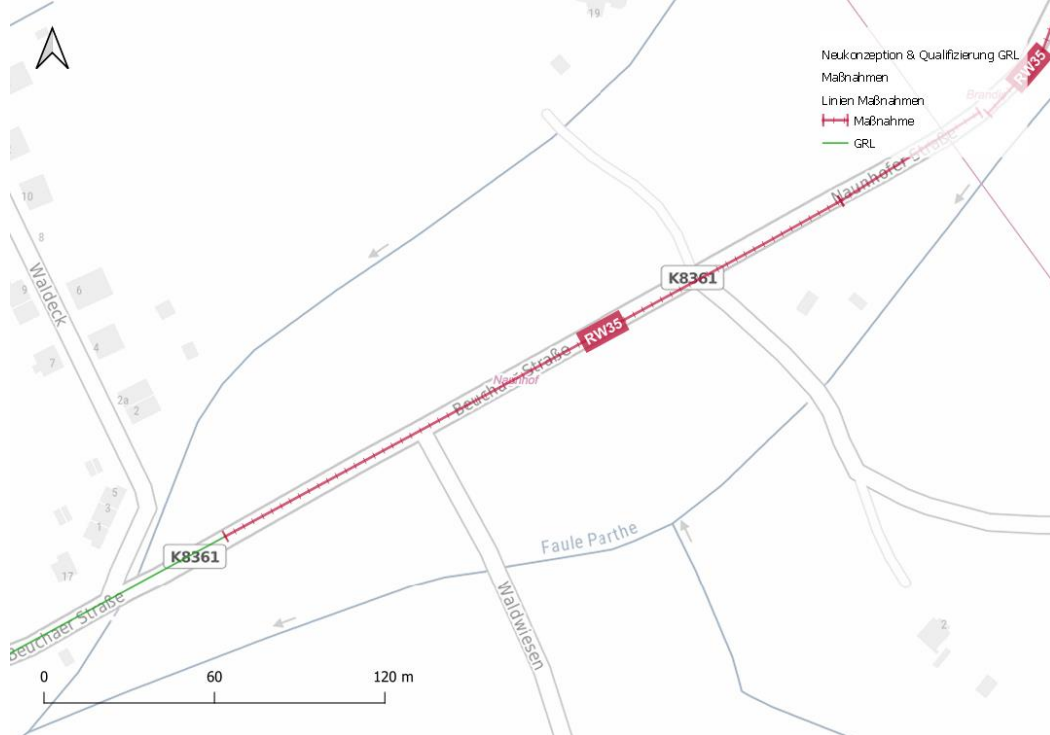 19
Neukonzeption & Qualifizierung GRL
Maßnahmen
Linien Maßnahmen
Maßnahme
GRL
RW35
Naunhofer Straße
10
8
Waldeck
9
6
K8361
4
7
RW35
Beuchaer Straße
Naunhof
2a
2
5
3
1
Faule Parthe
K8361
17
Waldwiesen
Beuchaer Straße
2
0
60
120 m